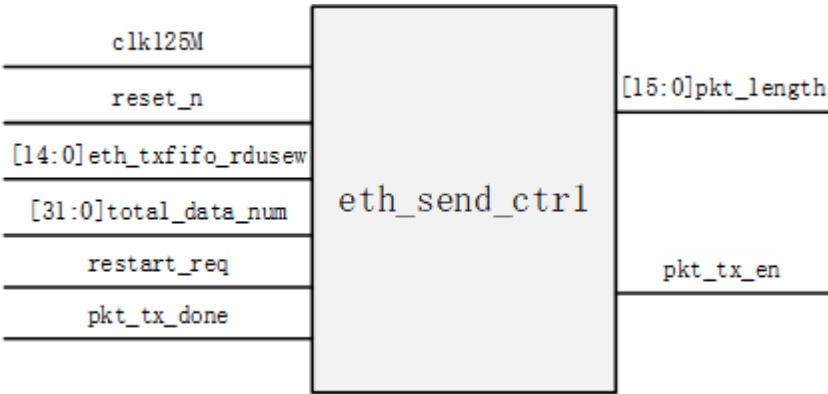 clk125M
reset_n
[14:0]eth_txfifo_rdusew
[31:0]total_data_num
restart_req
pkt_tx_done
eth_send_ctrl
[15:0]pkt_length
pkt_tx_en